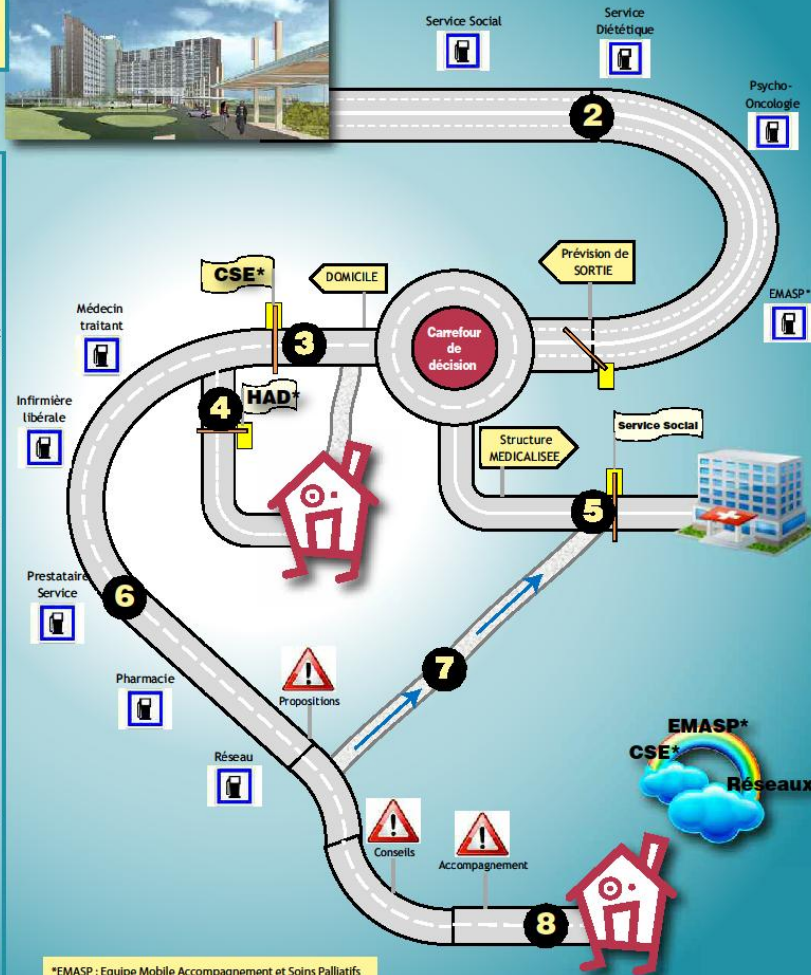 Service Social
Service
Diététique
2
Psycho-
Oncologie
Prévision de
SORTIE
EMASP*
CSE*
DOMICILE
Carrefour
de
décision
3
Médecin
traitant
4
HAD*
Infirmière
libérale
Structure
MEDICALISEE
Service Social
5
Prestataire
Service
6
7
Pharmacie
Propositions
Réseau
EMASP*
CSE*
Réseaux
Conseils
Accompagnement
8
*EMASP : Equipe Mobile Accompagnement et Soins Palliatifs